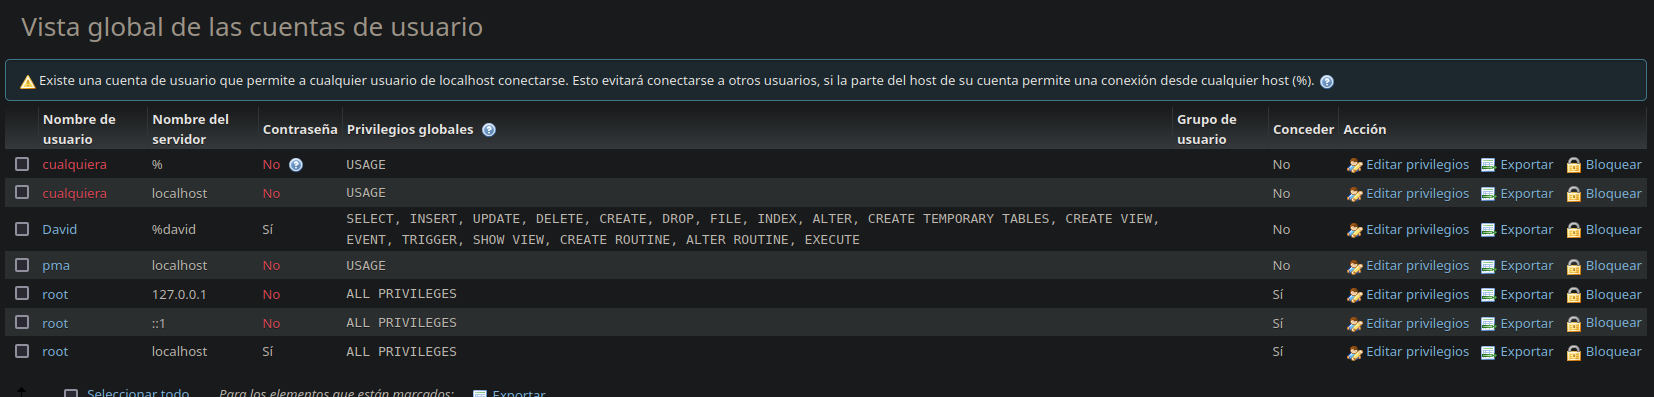 Vista global de las cuentas de usuario
Existe una cuenta de usuario que permite a cualquier usuario de localhost conectarse. Esto evitará conectarse a otros usuarios, si la parte del host de su cuenta permite una conexión desde cualquier host (%).
Nombre de usuario Nombre del servidor Contraseña Privilegios globales Grupo de usuario Conceder Acción
cualquiera % No USAGE No Editar privilegios Exportar Bloquear
cualquiera localhost No USAGE No Editar privilegios Exportar Bloquear
David %david Sí SELECT, INSERT, UPDATE, DELETE, CREATE, DROP, FILE, INDEX, ALTER, CREATE TEMPORARY TABLES, CREATE VIEW,
EVENT, TRIGGER, SHOW VIEW, CREATE ROUTINE, ALTER ROUTINE, EXECUTE No Editar privilegios Exportar Bloquear
pma localhost No USAGE No Editar privilegios Exportar Bloquear
root 127.0.0.1 No ALL PRIVILEGES Sí Editar privilegios Exportar Bloquear
root ::1 No ALL PRIVILEGES Sí Editar privilegios Exportar Bloquear
root localhost Sí ALL PRIVILEGES Sí Editar privilegios Exportar Bloquear
Seleccionar todo Para los elementos que están marcados: Exportar